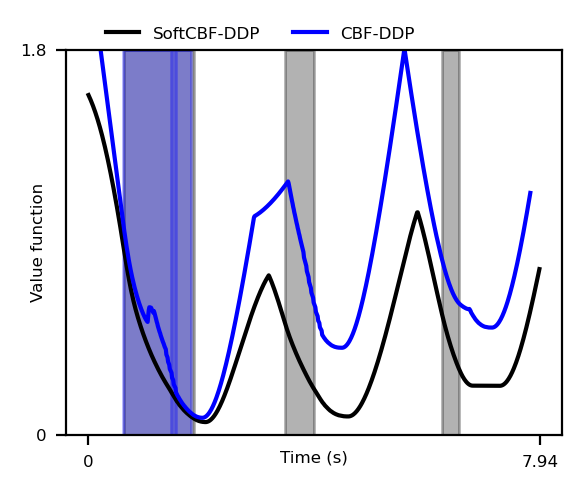 SoftCBF-DDP CBF-DDP
1.8
Value function
0
0 Time (s) 7.94